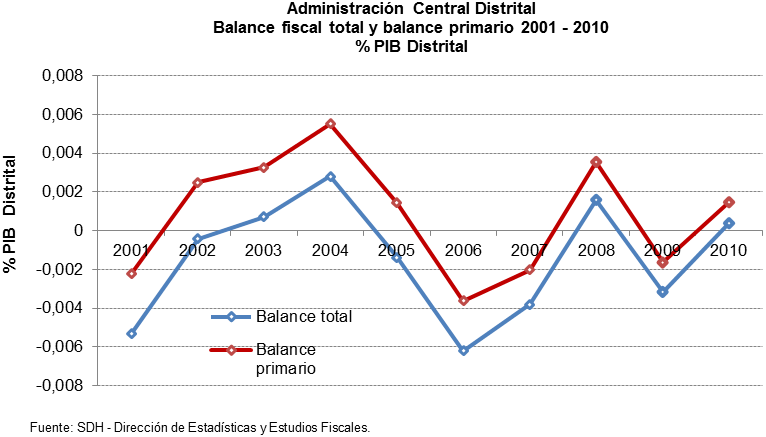 Administración Central Distrital
Balance fiscal total y balance primario 2001 - 2010
% PIB Distrital
% PIB Distrital
0,008
0,006
0,004
0,002
0
-0,002
-0,004
-0,006
-0,008
2001 2002 2003 2004 2005 2006 2007 2008 2009 2010
Balance total
Balance
primario
Fuente: SDH - Dirección de Estadísticas y Estudios Fiscales.